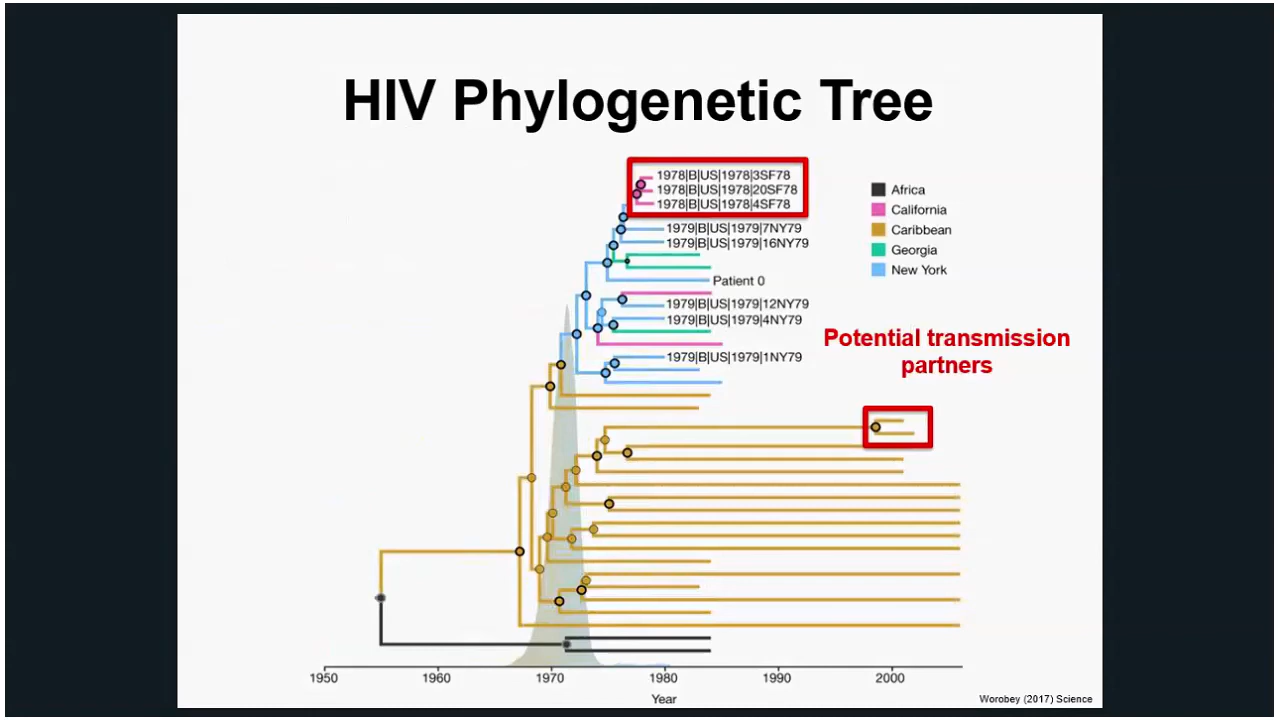 HIV Phylogenetic Tree
1978|B|US|1978|3SF78
1978|B|US|1978|20SF78
1978|B|US|1978|4SF78
1979|B|US|1979|7NY79
1979|B|US|1979|16NY79
Patient 0
1979|B|US|1979|12NY79
1979|B|US|1979|4NY79
1979|B|US|1979|1NY79
Africa
California
Caribbean
Georgia
New York
Potential transmission
partners
1950 1960 1970 1980 1990 2000
Year
Worobey (2017) Science